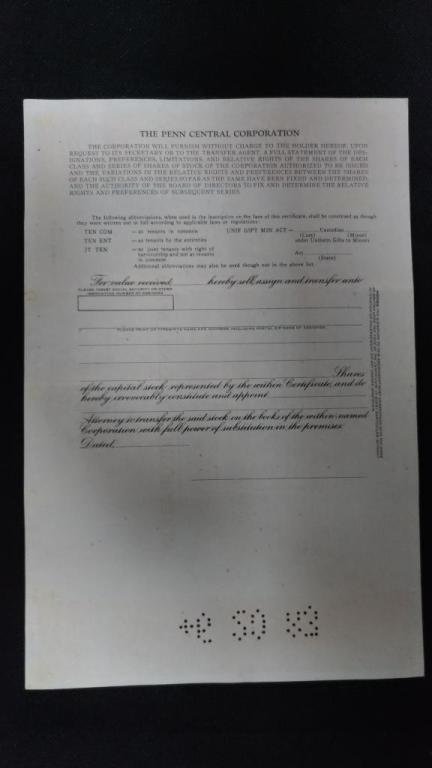 THE PENN CENTRAL CORPORATION
THE CORPORATION WILL FURNISH WITHOUT CHARGE TO THE HOLDER HEREOF, UPON
REQUEST TO ITS SECRETARY OR TO THE TRANSFER AGENT, A FULL STATEMENT OF THE DES-
IGNATIONS, PREFERENCES, LIMITATIONS, AND RELATIVE RIGHTS OF THE SHARES OF EACH
CLASS AND SERIES OF SHARES OF STOCK OF THE CORPORATION AUTHORIZED TO BE ISSUED
AND THE VARIATIONS IN THE RELATIVE RIGHTS AND PREFERENCES BETWEEN THE SHARES
OF EACH SUCH CLASS AND SERIES SO FAR AS THE SAME HAVE BEEN FIXED AND DETERMINED;
AND THE AUTHORITY OF THE BOARD OF DIRECTORS TO FIX AND DETERMINE THE RELATIVE
RIGHTS AND PREFERENCES OF SUBSEQUENT SERIES.
The following abbreviations, when used in the inscription on the face of this certificate, shall be construed as though
they were written out in full according to applicable laws or regulations:
TEN COM —as tenants in common UNIF GIFT MIN ACT— Custodian
(Cust) (Minor)
TEN ENT —as tenants by the entireties under Uniform Gifts to Minors
JT TEN —as joint tenants with right of Act
survivorship and not as tenants (State)
in common
Additional abbreviations may also be used though not in the above list.
For value received, hereby sell, assign and transfer unto
PLEASE INSERT SOCIAL SECURITY OR OTHER
IDENTIFYING NUMBER OF ASSIGNEE
PLEASE PRINT OR TYPEWRITE NAME AND ADDRESS INCLUDING POSTAL ZIP CODE OF ASSIGNEE
Shares
of the capital stock represented by the within Certificate, and do
hereby irrevocably constitute and appoint
Attorney to transfer the said stock on the books of the within-named
Corporation with full power of substitution in the premises.
Dated,